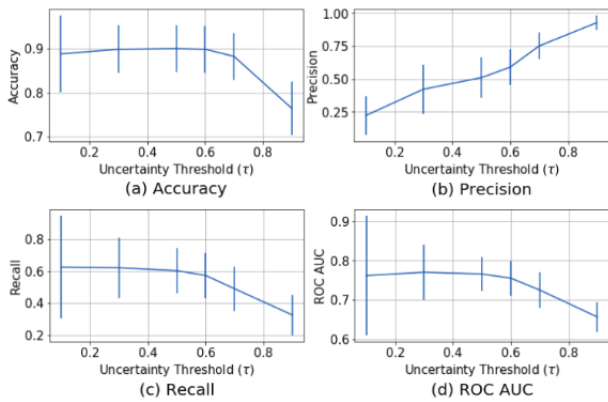 Accuracy
0.9
0.8
0.7
0.2 0.4 0.6 0.8
Uncertainty Threshold (τ)
(a) Accuracy
Precision
1.00
0.75
0.50
0.25
0.2 0.4 0.6 0.8
Uncertainty Threshold (τ)
(b) Precision
Recall
0.8
0.6
0.4
0.2
0.2 0.4 0.6 0.8
Uncertainty Threshold (τ)
(c) Recall
ROC AUC
0.9
0.8
0.7
0.6
0.2 0.4 0.6 0.8
Uncertainty Threshold (τ)
(d) ROC AUC